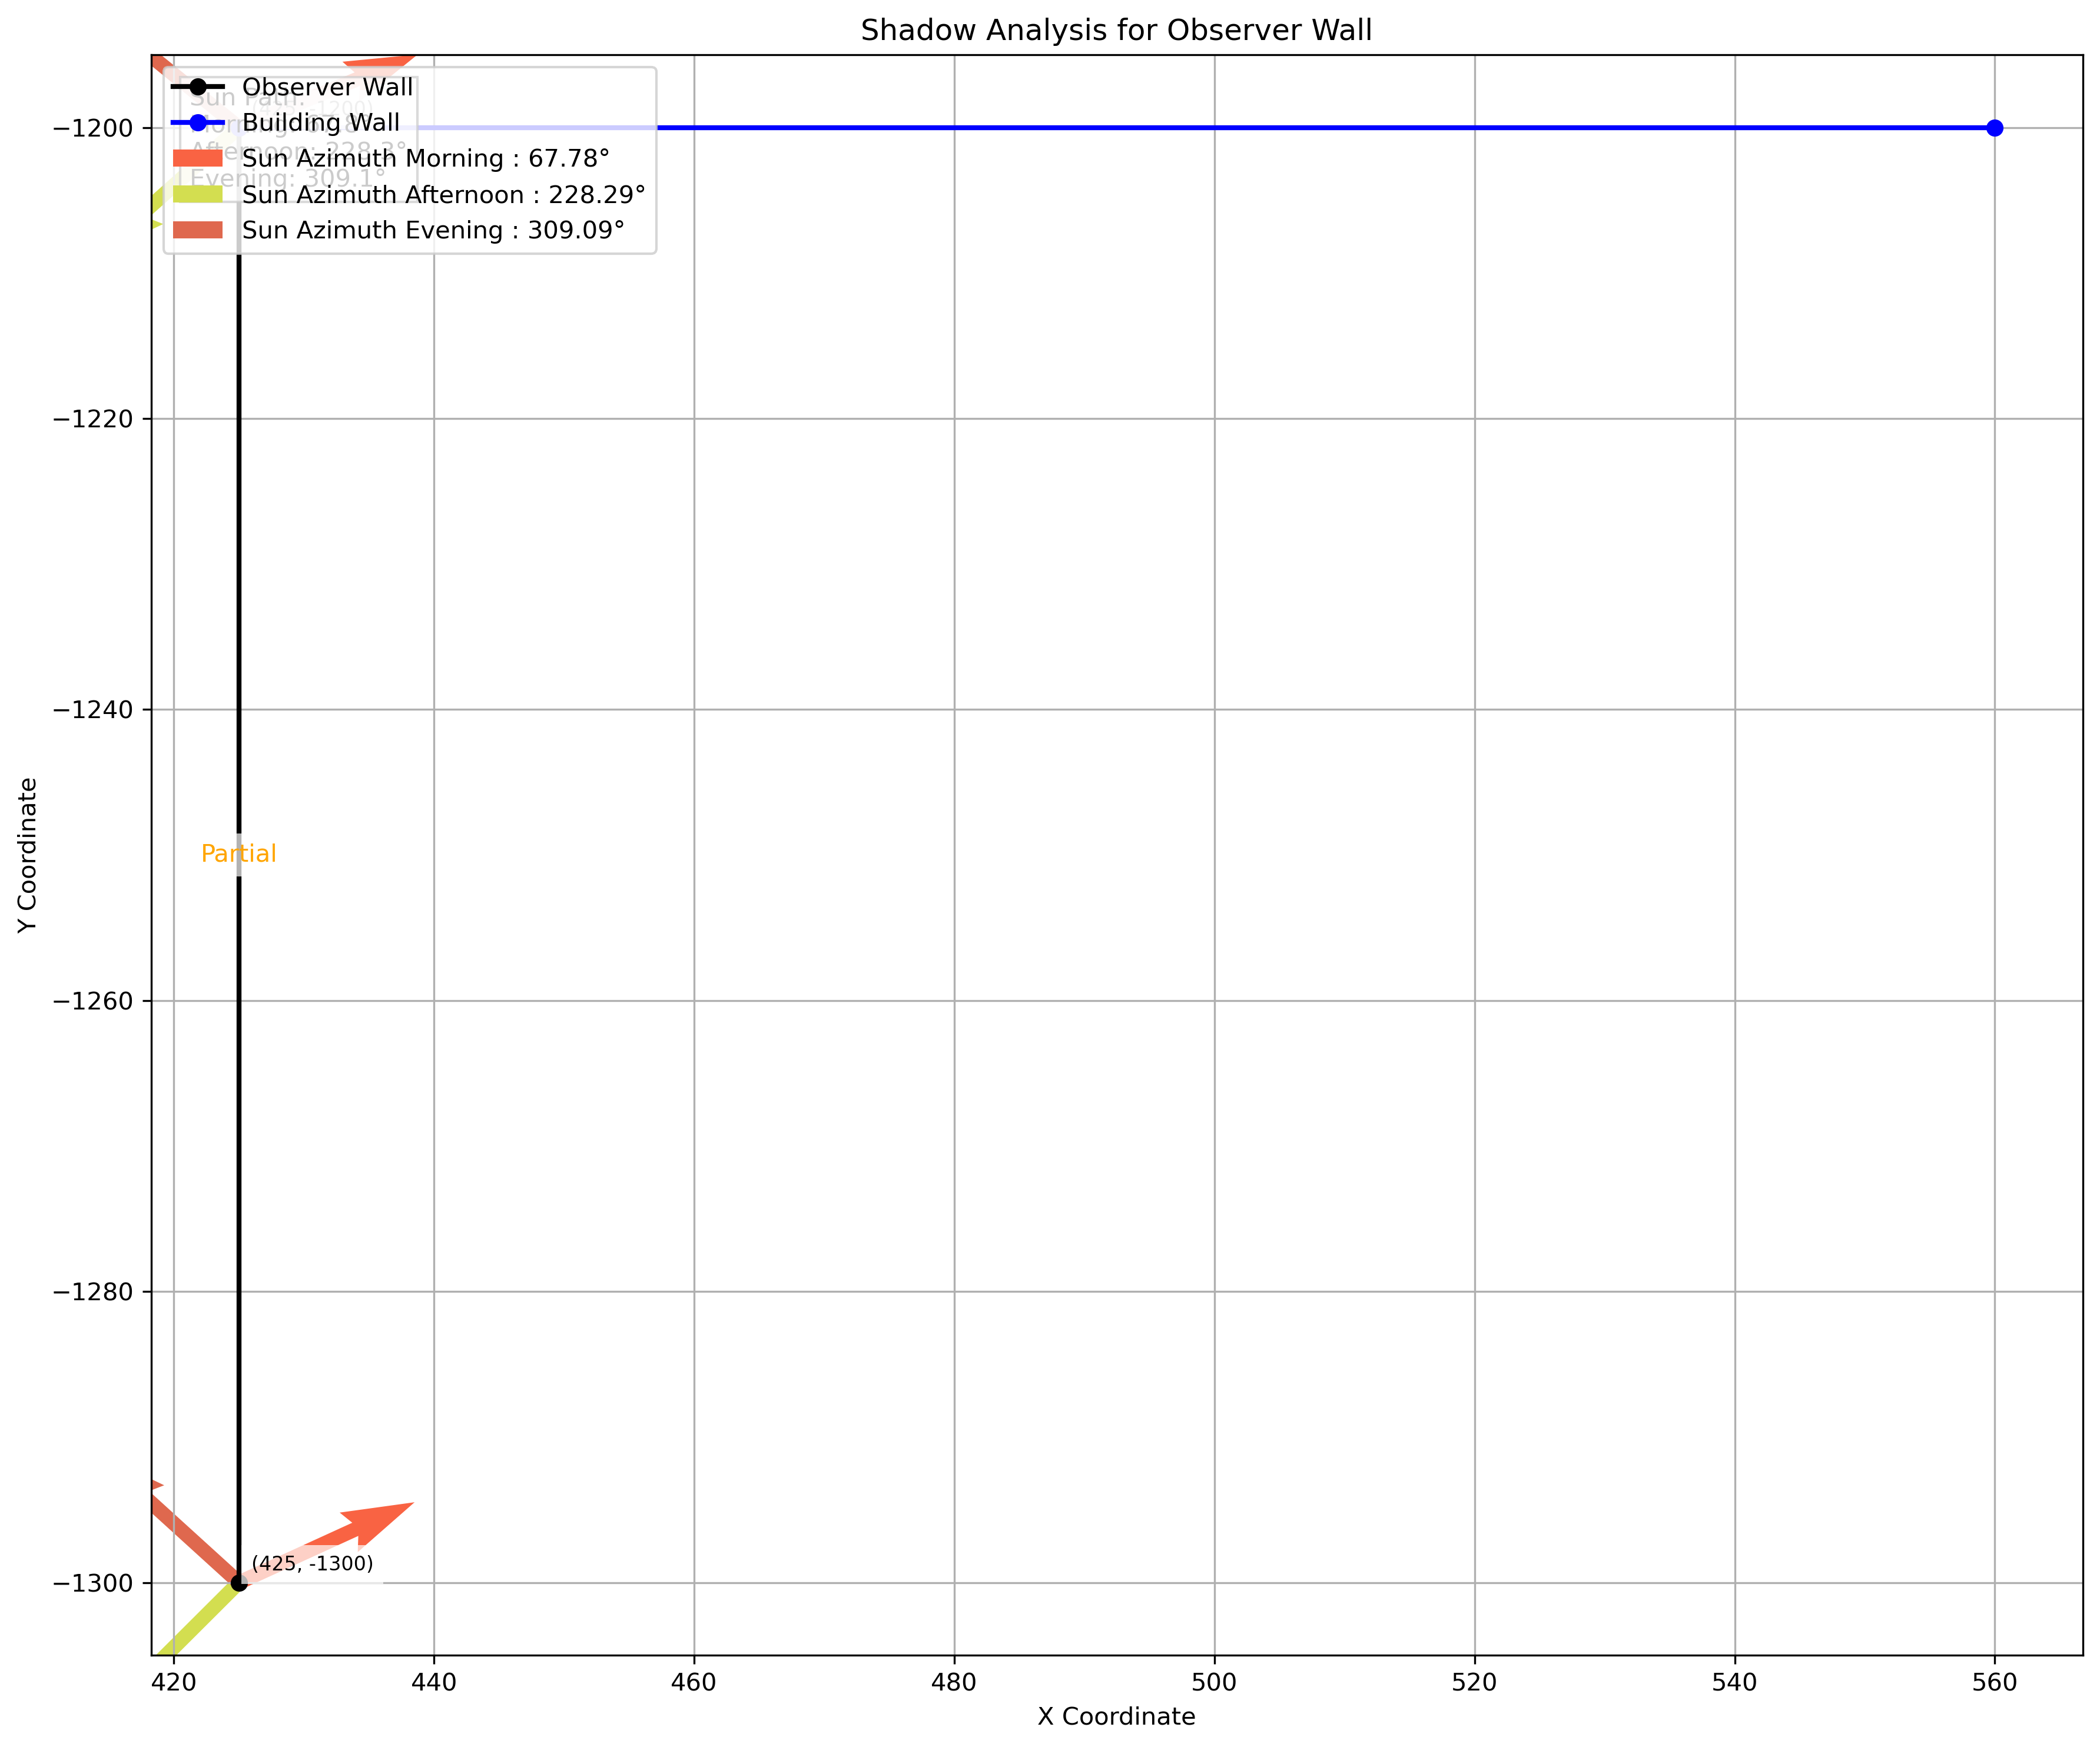 Shadow Analysis for Observer Wall
Observer Wall
Building Wall
Sun Azimuth Morning : 67.78°
Sun Azimuth Afternoon : 228.29°
Sun Azimuth Evening : 309.09°
Sun Path:
Morning: 67.8°
Afternoon: 228.3°
Evening: 309.1°
(425, -1200)
−1200
−1220
−1240
−1260
−1280
−1300
Y Coordinate
Partial
(425, -1300)
420
440
460
480
500
520
540
560
X Coordinate